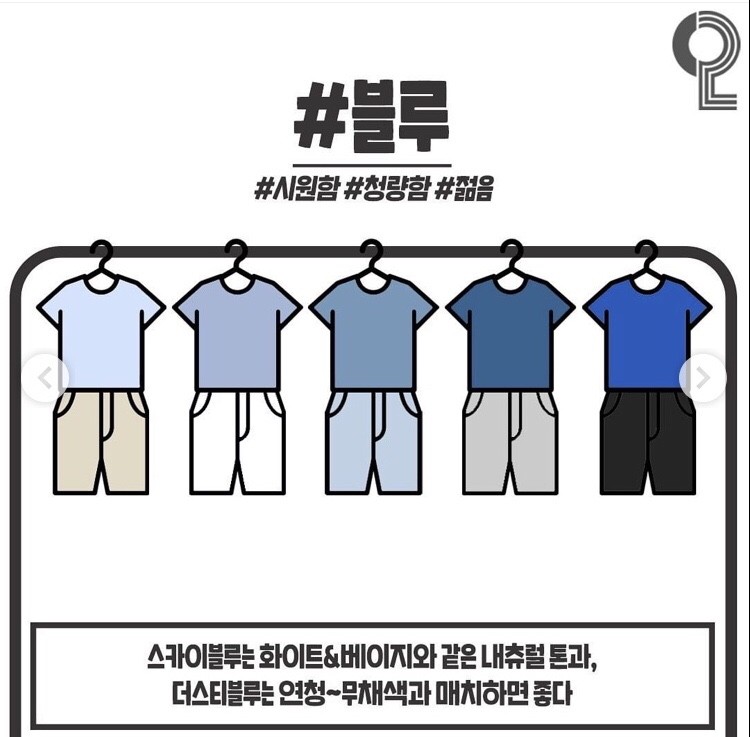 #블루
#시원함 #청량함 #젊음
스카이블루는 화이트&베이지와 같은 내츄럴 톤과,
더스티블루는 연청~무채색과 매치하면 좋다